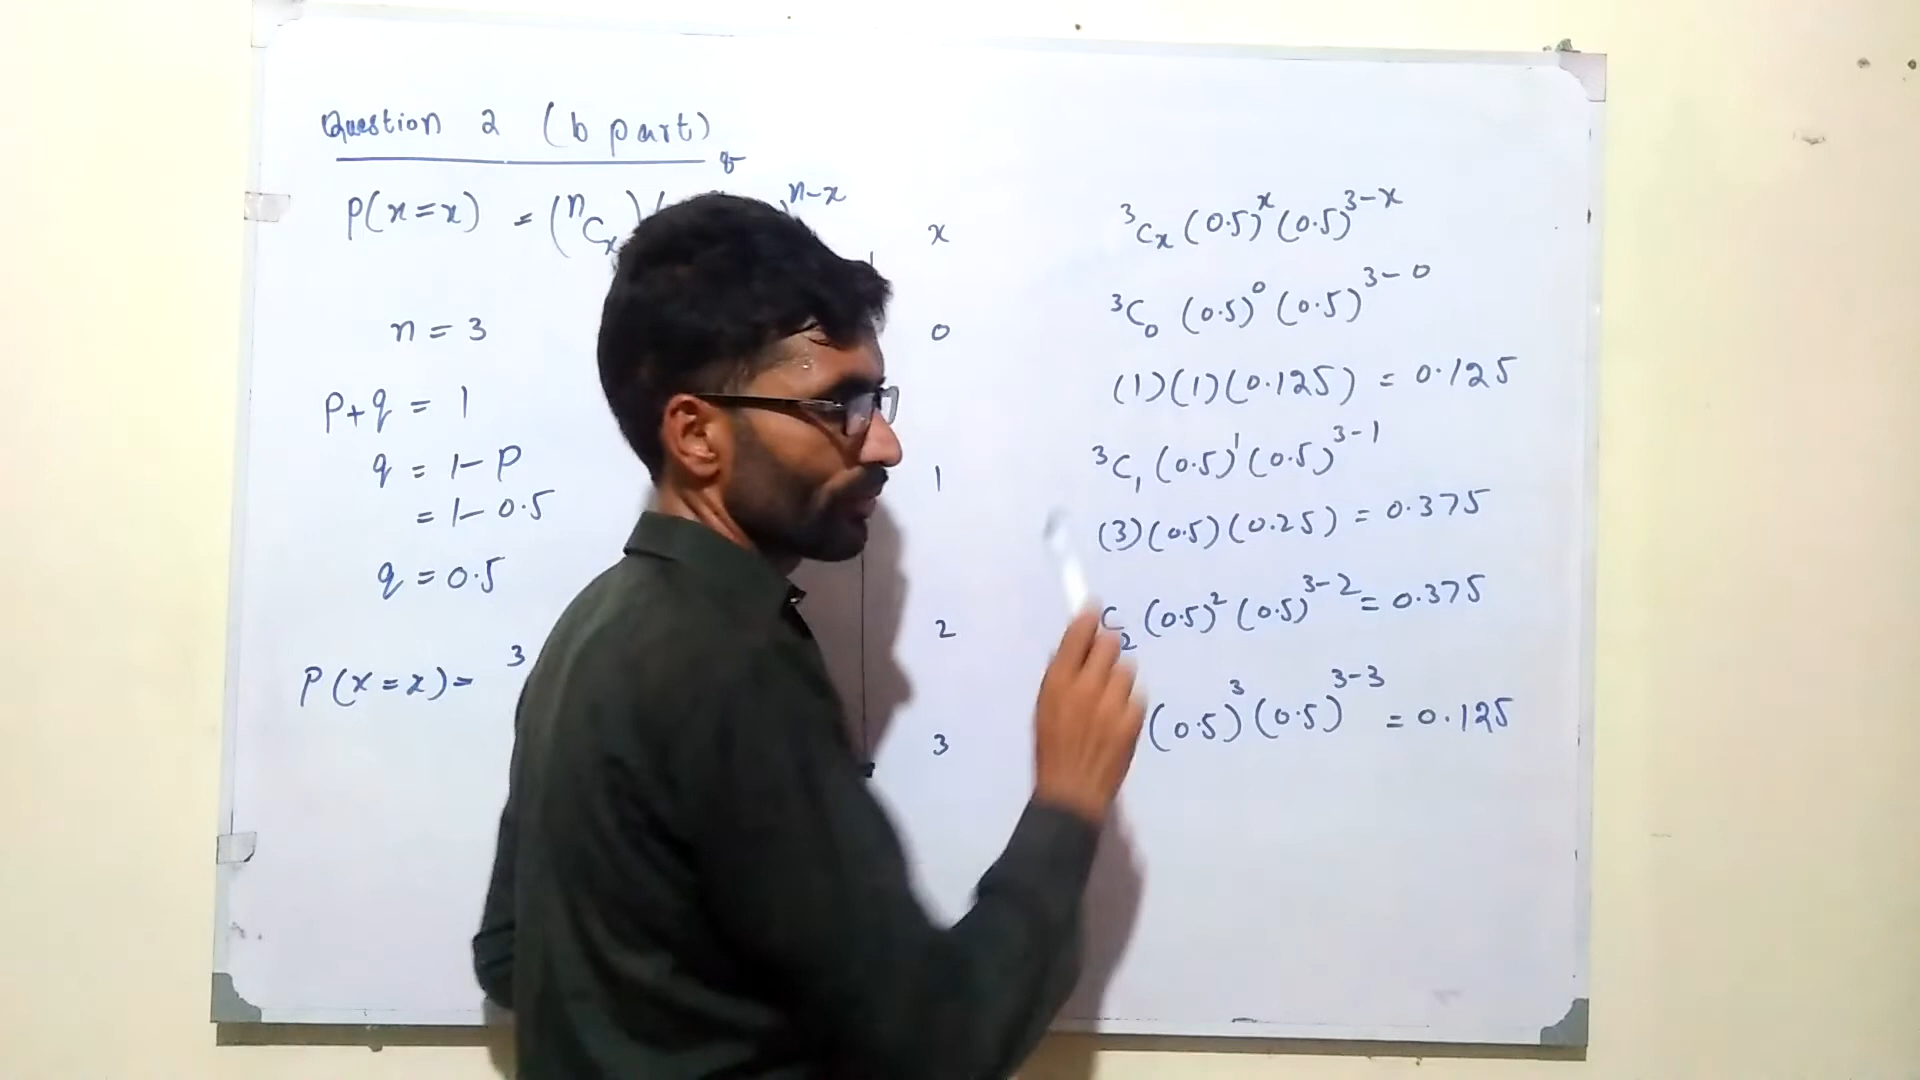 Question 2 (b part)
P(x=x) = (ⁿCₓ) ⁿ⁻ˣ
n = 3
P+q = 1
q = 1-P
= 1-0.5
q = 0.5
P(x=x)= 3
x
0
1
2
3
³Cₓ (0.5)ˣ (0.5)³⁻ˣ
³C₀ (0.5)⁰ (0.5)³⁻⁰
(1)(1)(0.125) = 0.125
³C₁ (0.5)¹ (0.5)³⁻¹
(3)(0.5)(0.25) = 0.375
C₂ (0.5)² (0.5)³⁻² = 0.375
(0.5)³ (0.5)³⁻³ = 0.125